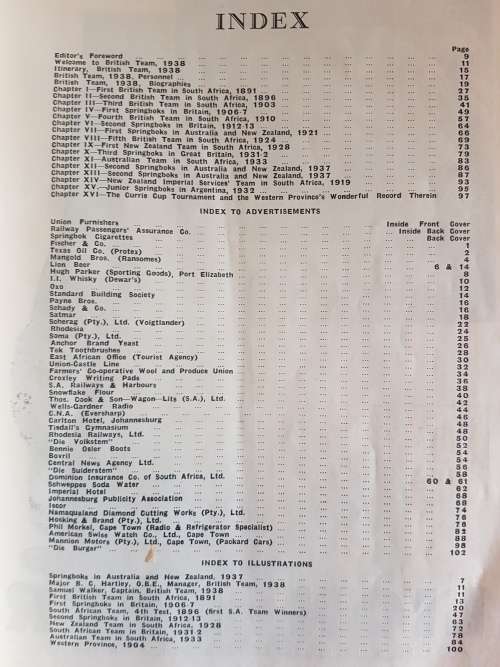 INDEX
Page
Editor's Foreword ... 9
Welcome to British Team, 1938 ... 11
Itinerary, British Team, 1938 ... 15
British Team, 1938, Personnel ... 17
British Team, 1938, Biographies ... 19
Chapter I—First British Team in South Africa, 1891 ... 27
Chapter II—Second British Team in South Africa, 1896 ... 35
Chapter III—Third British Team in South Africa, 1903 ... 41
Chapter IV—First Springboks in Britain, 1906-7 ... 49
Chapter V—Fourth British Team in South Africa, 1910 ... 57
Chapter VI—Second Springboks in Britain, 1912-13 ... 64
Chapter VII—First Springboks in Australia and New Zealand, 1921 ... 66
Chapter VIII—Fifth British Team in South Africa, 1924 ... 69
Chapter IX—First New Zealand Team in South Africa, 1928 ... 73
Chapter X—Third Springboks in Great Britain, 1931-2 ... 79
Chapter XI—Australian Team in South Africa, 1933 ... 83
Chapter XII—Second Springboks in Australia, 1937 ... 86
Chapter XIII—Second Springboks in Australia and New Zealand, 1937 ... 87
Chapter XIV—New Zealand Imperial Services' Team in South Africa, 1919 ... 93
Chapter XV—Junior Springboks in Argentina, 1932 ... 95
Chapter XVI—The Currie Cup Tournament and the Western Province's Wonderful Record Therein 97
INDEX TO ADVERTISEMENTS
Union Furnishers ... Inside Front Cover
Railway Passengers' Assurance Co. ... Inside Back Cover
Springbok Cigarettes ... Back Cover
Fischer & Co. ... 1
Texas Oil Co. (Protex) ... 2
Mangold Bros. (Ransomes) ... 4
Lion Beer ... 6 & 14
Hugh Parker (Sporting Goods), Port Elizabeth ... 8
I.I. Whisky (Dewar's) ... 10
Oxo ... 12
Standard Building Society ... 14
Payne Bros. ... 16
Schady & Co. ... 16
Satmar ... 18
Scherag (Pty.), Ltd. (Voigtlander) ... 22
Rhodesia ... 24
Soma (Pty.), Ltd. ... 25
Anchor Brand Yeast ... 26
Tek Toothbrushes ... 28
East African Office (Tourist Agency) ... 30
Union-Castle Line ... 32
Farmers' Co-operative Wool and Produce Union ... 34
Croxley Writing Pads ... 36
S.A. Railways & Harbours ... 38
Snowflake Flour ... 40
Thos. Cook & Son—Wagon—Lits (S.A.), Ltd. ... 42
Wells-Gardner Radio ... 44
C.N.A. (Eversharp) ... 46
Carlton Hotel, Johannesburg ... 48
Tisdall's Gymnasium ... 48
Rhodesia Railways, Ltd. ... 50
"Die Volkstem" ... 52
Bennie Osler Boots ... 54
Bovril ... 54
Central News Agency Ltd. ... 56
"Die Suiderstem" ... 58
Dominion Insurance Co. of South Africa, Ltd. ... 60 & 61
Schweppes Soda Water ... 62
Imperial Hotel ... 68
Johannesburg Publicity Association ... 68
Iscor ... 74
Namaqualand Diamond Cutting Works (Pty.), Ltd. ... 76
Hosking & Brand (Pty.), Ltd. ... 76
Phil Morkel, Cape Town (Radio & Refrigerator Specialist) ... 82
American Swiss Watch Co., Ltd., Cape Town ... 88
Mannion Motors (Pty.), Ltd., Cape Town, (Packard Cars) ... 98
"Die Burger" ... 102
INDEX TO ILLUSTRATIONS
Springboks in Australia and New Zealand, 1937 ... 7
Major B. C. Hartley, O.B.E., Manager, British Team, 1938 ... 11
Samuel Walker, Captain, British Team, 1938 ... 11
First British Team in South Africa, 1891 ... 13
First Springboks in Britain, 1906-7 ... 20
South African Team, 4th Test, 1896 (first S.A. Team Winners) ... 47
Second Springboks in Britain, 1912-13 ... 63
New Zealand Team in South Africa, 1928 ... 72
South African Team in Britain, 1931-2 ... 78
Australian Team in South Africa, 1933 ... 84
Western Province, 1904 ... 100